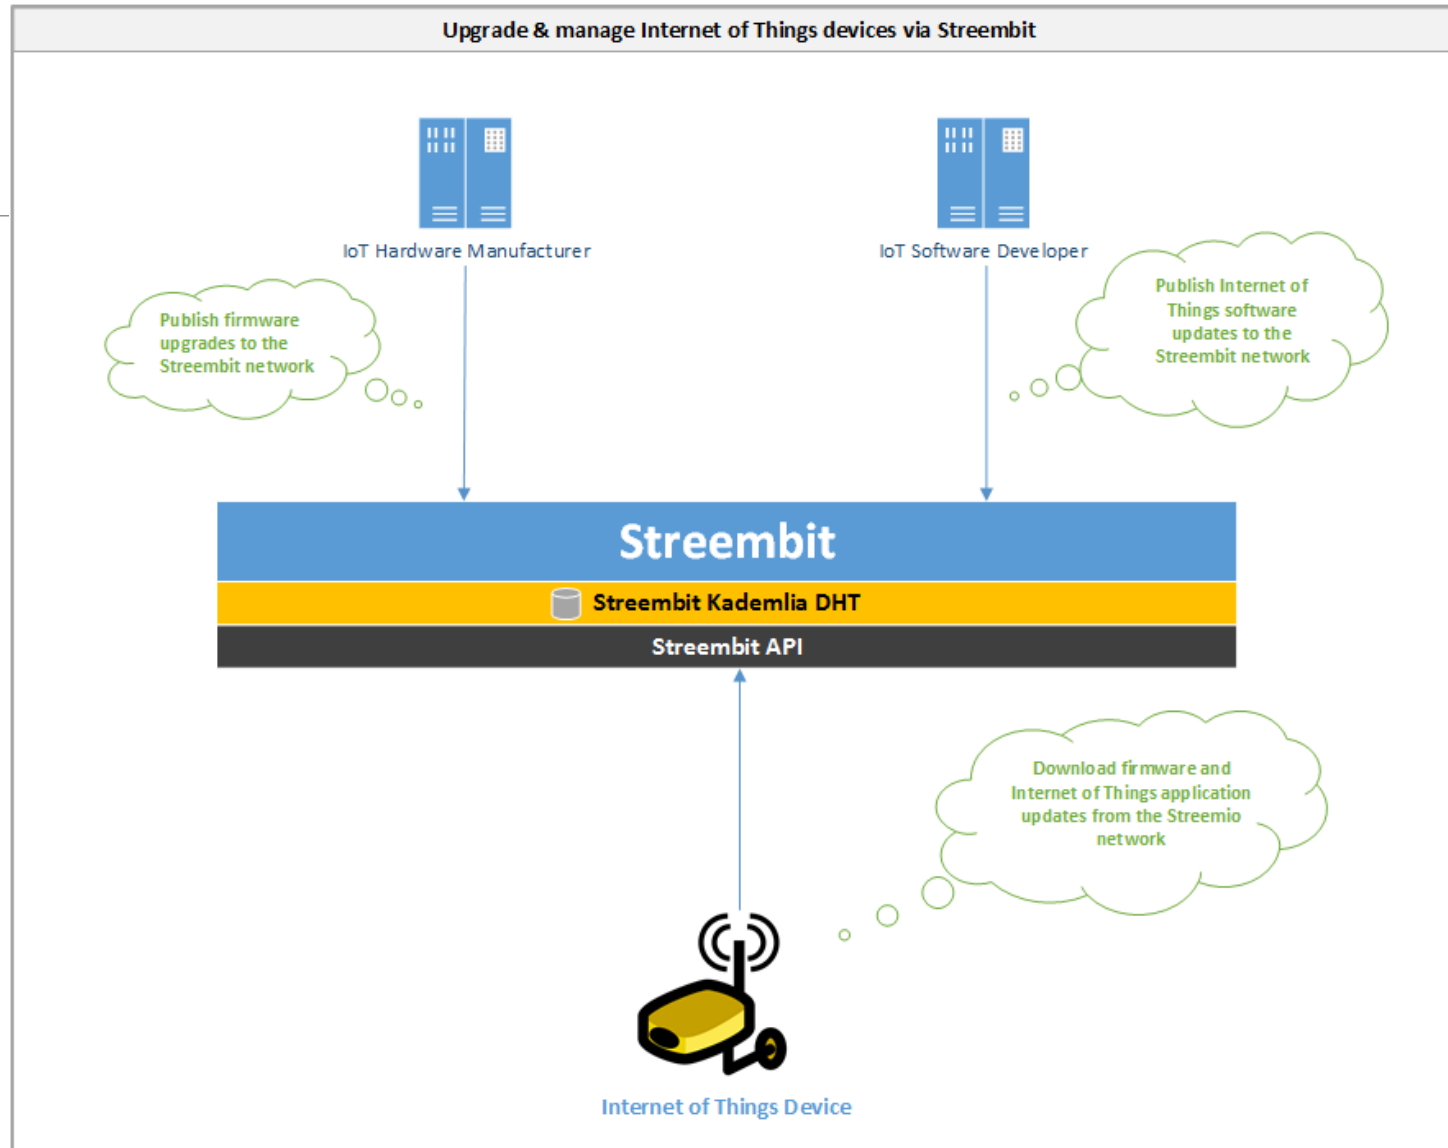 Upgrade & manage Internet of Things devices via Streembit
IoT Hardware Manufacturer
IoT Software Developer
Publish firmware
upgrades to the
Streembit network
Publish Internet of
Things software
updates to the
Streembit network
Streembit
Streembit Kademlia DHT
Streembit API
Download firmware and
Internet of Things application
updates from the Streemio
network
Internet of Things Device